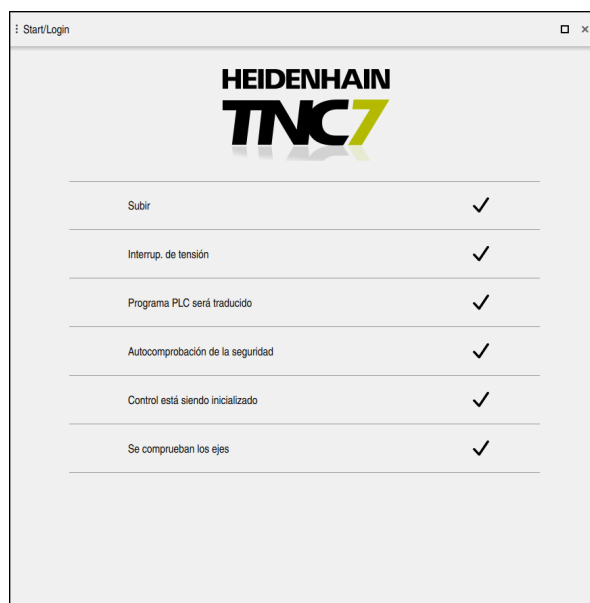 Start/Login
HEIDENHAIN
TNC7
Subir
Interrup. de tensión
Programa PLC será traducido
Autocomprobación de la seguridad
Control está siendo inicializado
Se comprueban los ejes